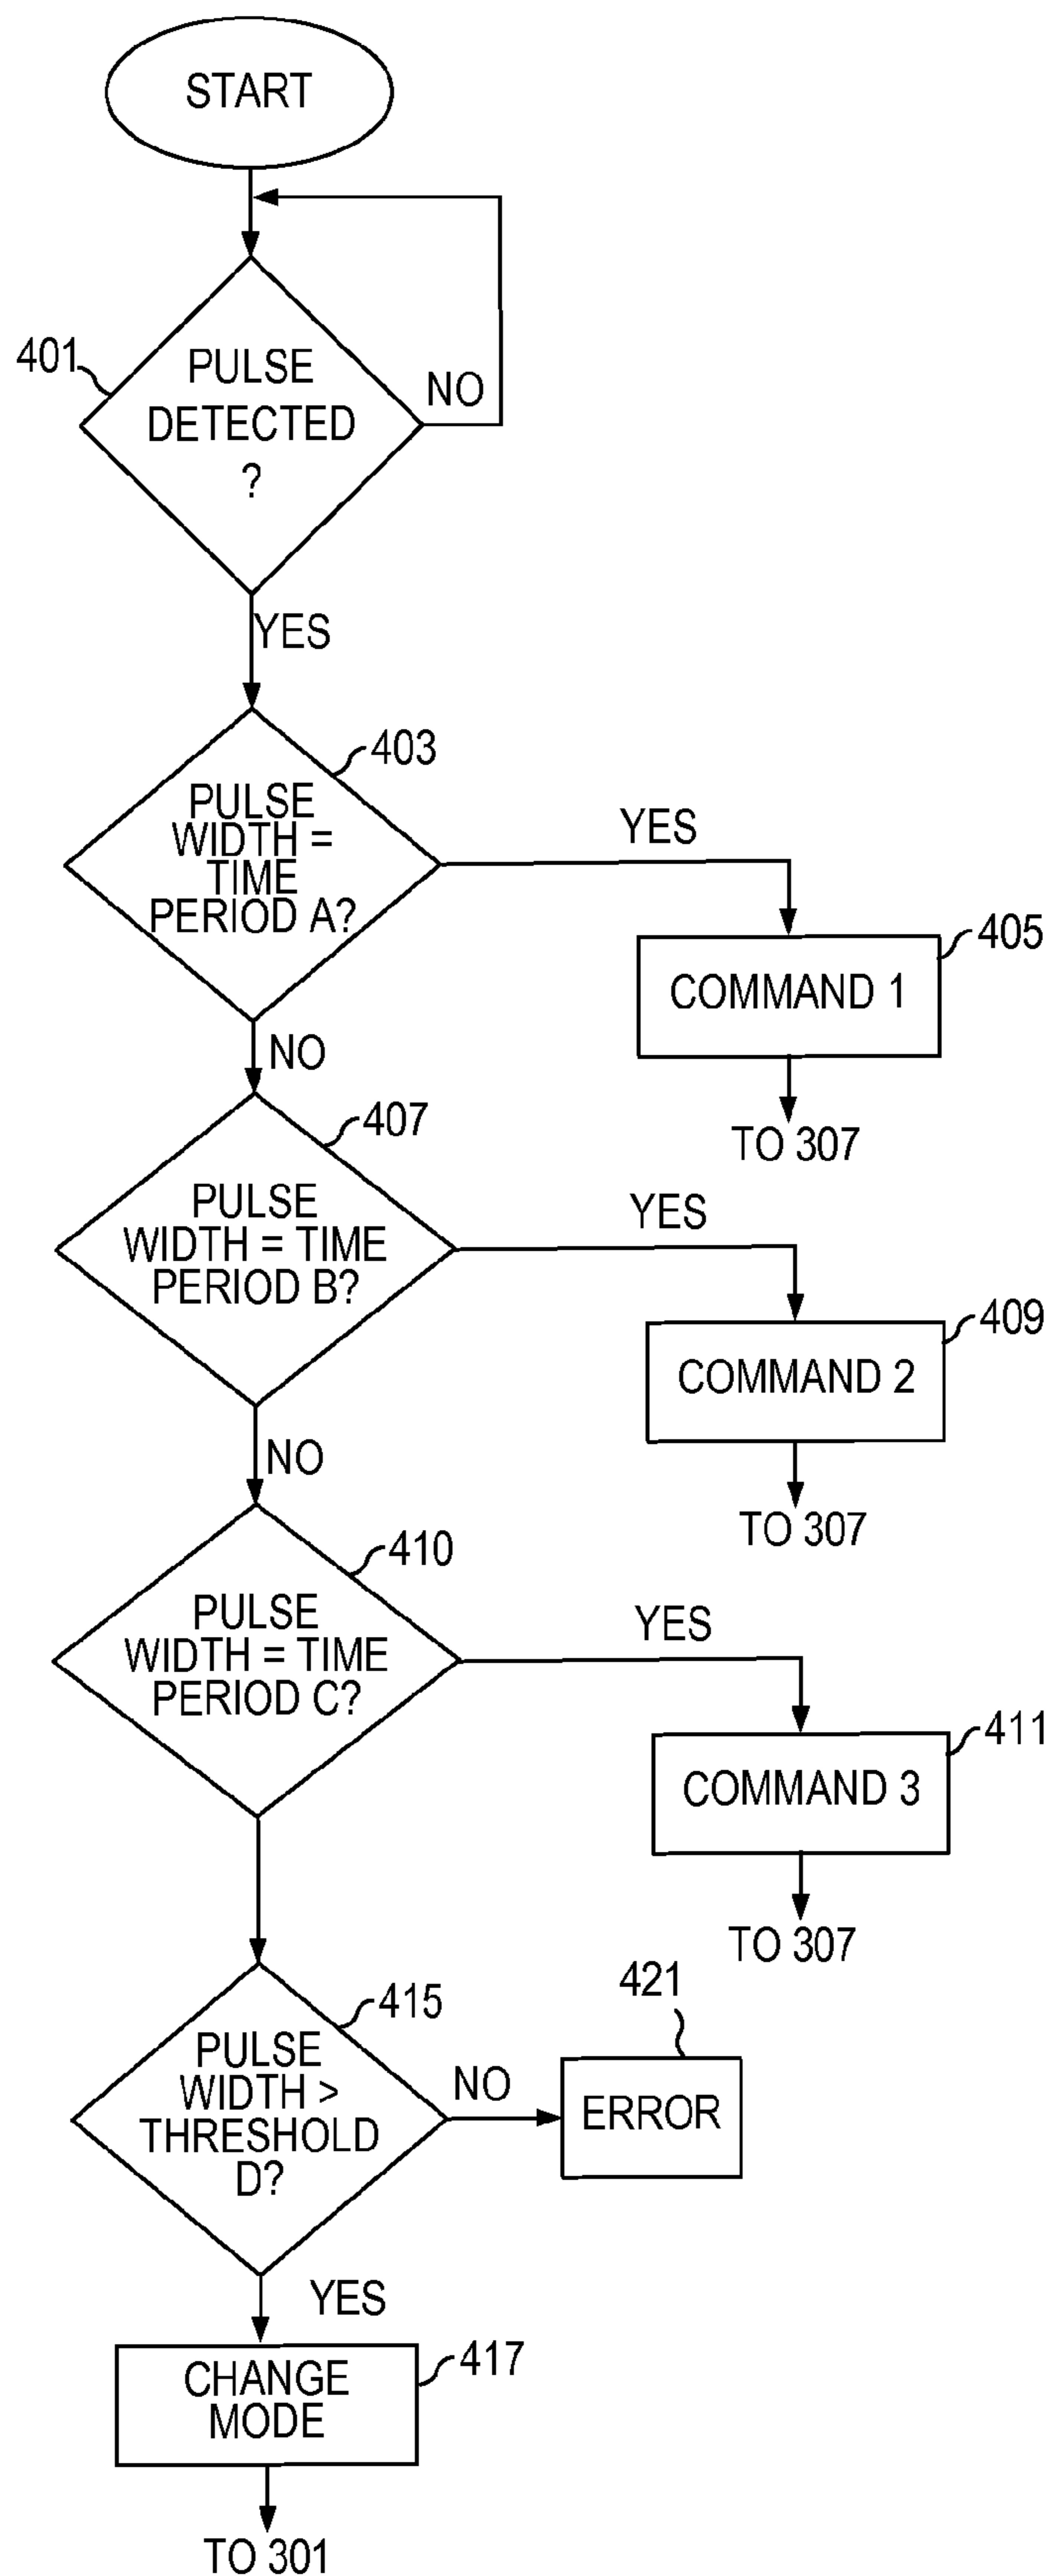 START
401
PULSE
DETECTED
?
NO
YES
403
PULSE
WIDTH =
TIME
PERIOD A?
YES
405
COMMAND 1
TO 307
NO
407
PULSE
WIDTH = TIME
PERIOD B?
YES
409
COMMAND 2
TO 307
NO
410
PULSE
WIDTH = TIME
PERIOD C?
YES
411
COMMAND 3
TO 307
415
PULSE
WIDTH >
THRESHOLD
D?
NO
421
ERROR
YES
417
CHANGE
MODE
TO 301